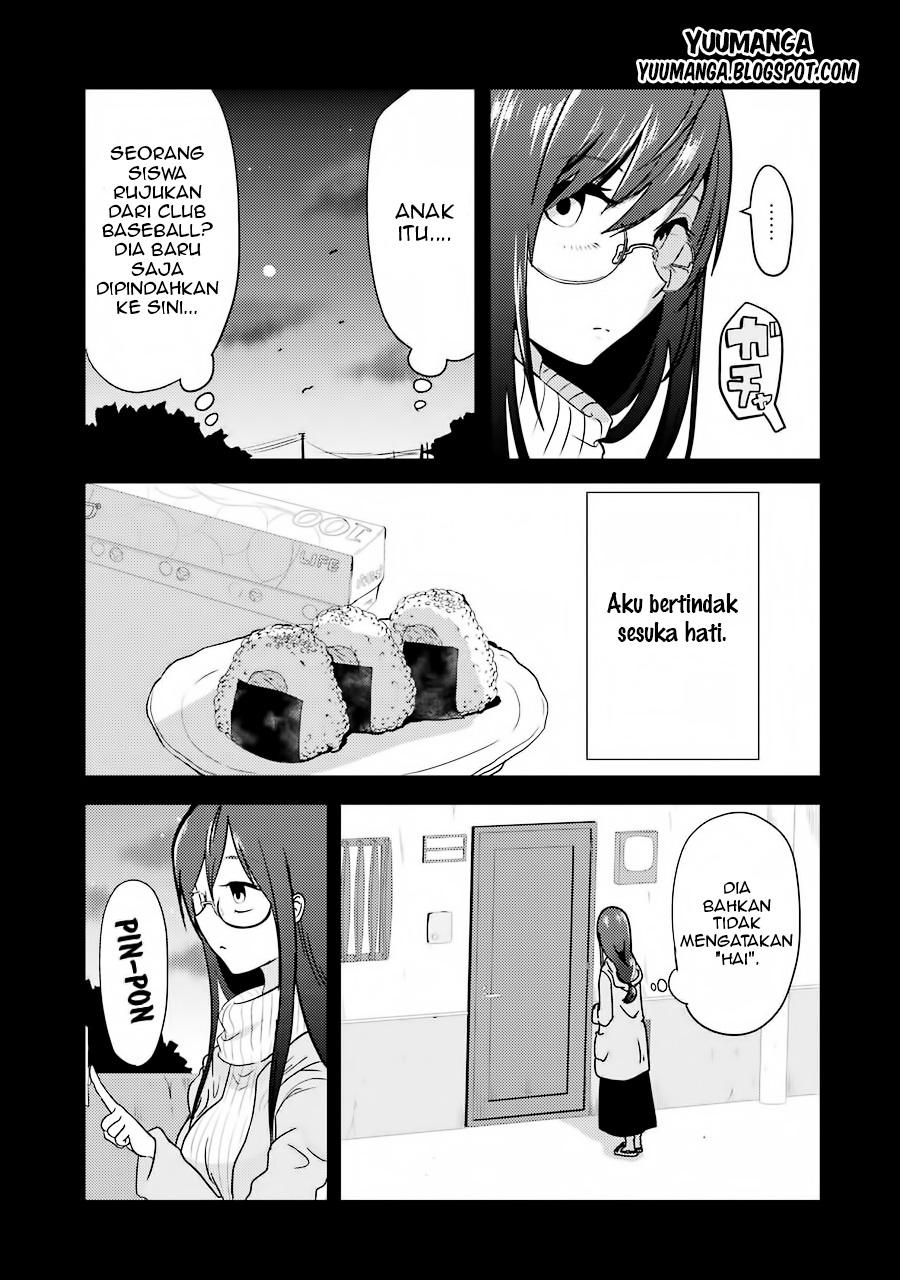 YUUMANGA
YUUMANGA.BLOGSPOT.COM
........
ガチャ
ANAK
ITU....
SEORANG
SISWA
RUJUKAN
DARI CLUB
BASEBALL?
DIA BARU
SAJA
DIPINDAHKAN
KE SINI...
100
LIFE
Aku bertindak
sesuka hati.
DIA
BAHKAN
TIDAK
MENGATAKAN
"HAI".
PIN-PON